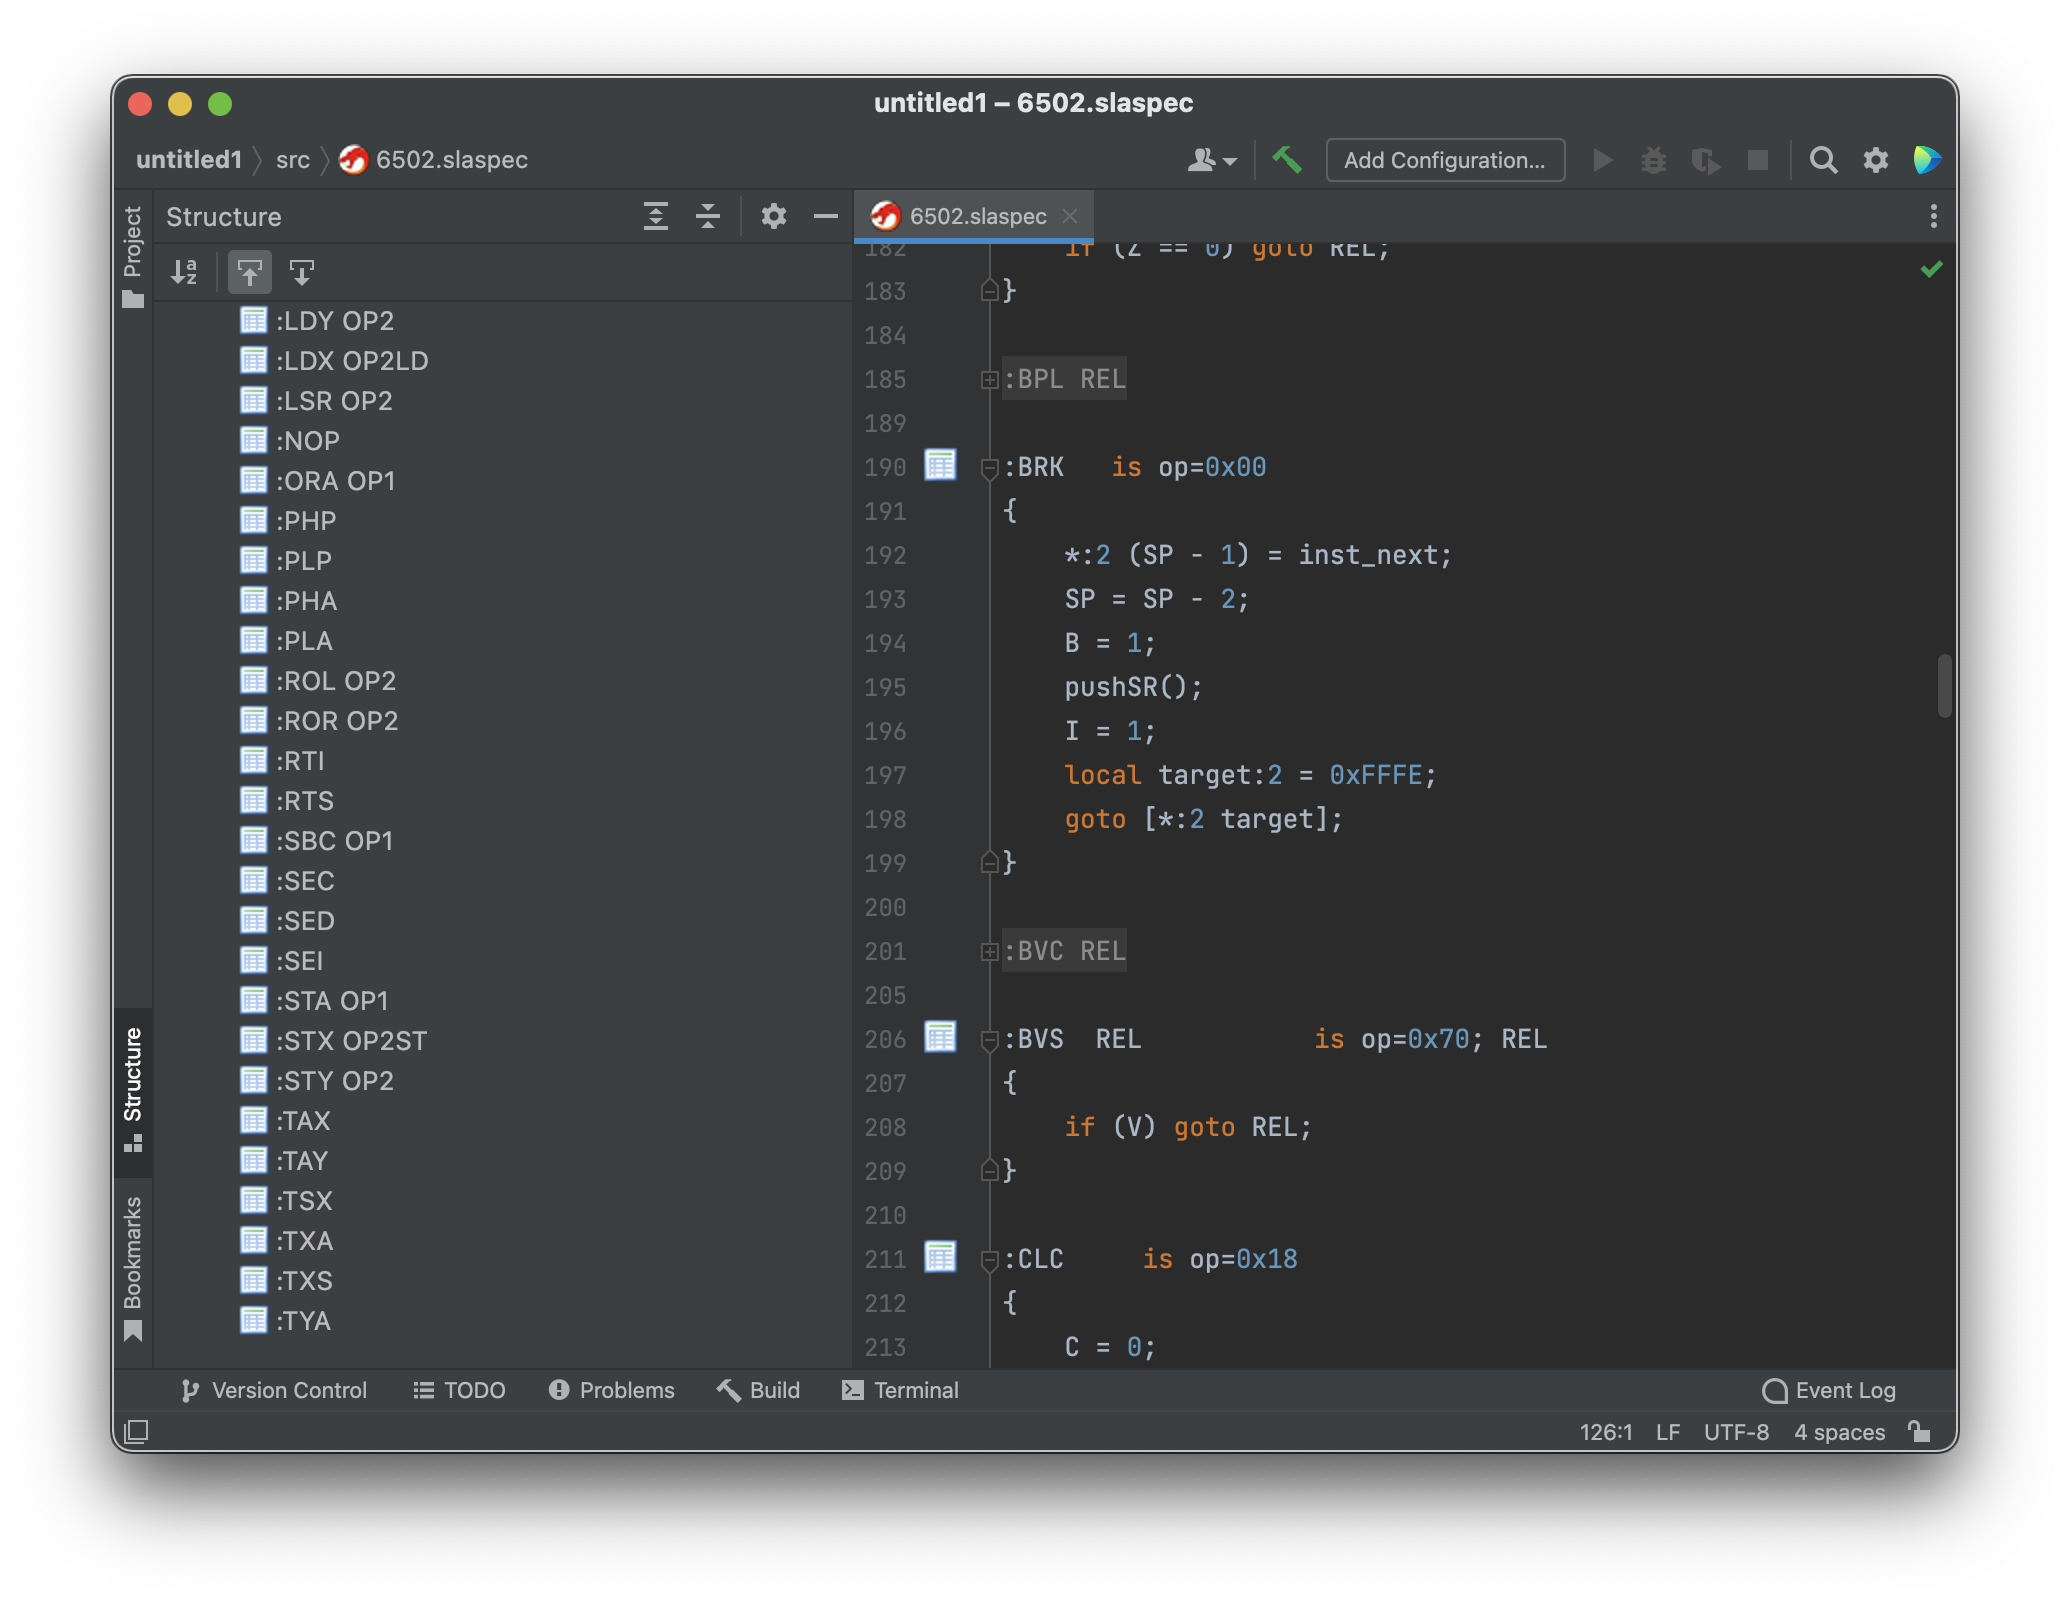 untitled1 – 6502.slaspec
untitled1 〉 src 〉 6502.slaspec
Add Configuration...
Project
Structure
Bookmarks
Structure
:LDY OP2
:LDX OP2LD
:LSR OP2
:NOP
:ORA OP1
:PHP
:PLP
:PHA
:PLA
:ROL OP2
:ROR OP2
:RTI
:RTS
:SBC OP1
:SEC
:SED
:SEI
:STA OP1
:STX OP2ST
:STY OP2
:TAX
:TAY
:TSX
:TXA
:TXS
:TYA
6502.slaspec
182     if (Z == 0) goto REL;
183 }
184
185 :BPL REL
189
190 :BRK   is op=0x00
191 {
192     *:2 (SP - 1) = inst_next;
193     SP = SP - 2;
194     B = 1;
195     pushSR();
196     I = 1;
197     local target:2 = 0xFFFE;
198     goto [*:2 target];
199 }
200
201 :BVC REL
205
206 :BVS  REL           is op=0x70; REL
207 {
208     if (V) goto REL;
209 }
210
211 :CLC     is op=0x18
212 {
213     C = 0;
Version Control TODO Problems Build Terminal Event Log
126:1 LF UTF-8 4 spaces